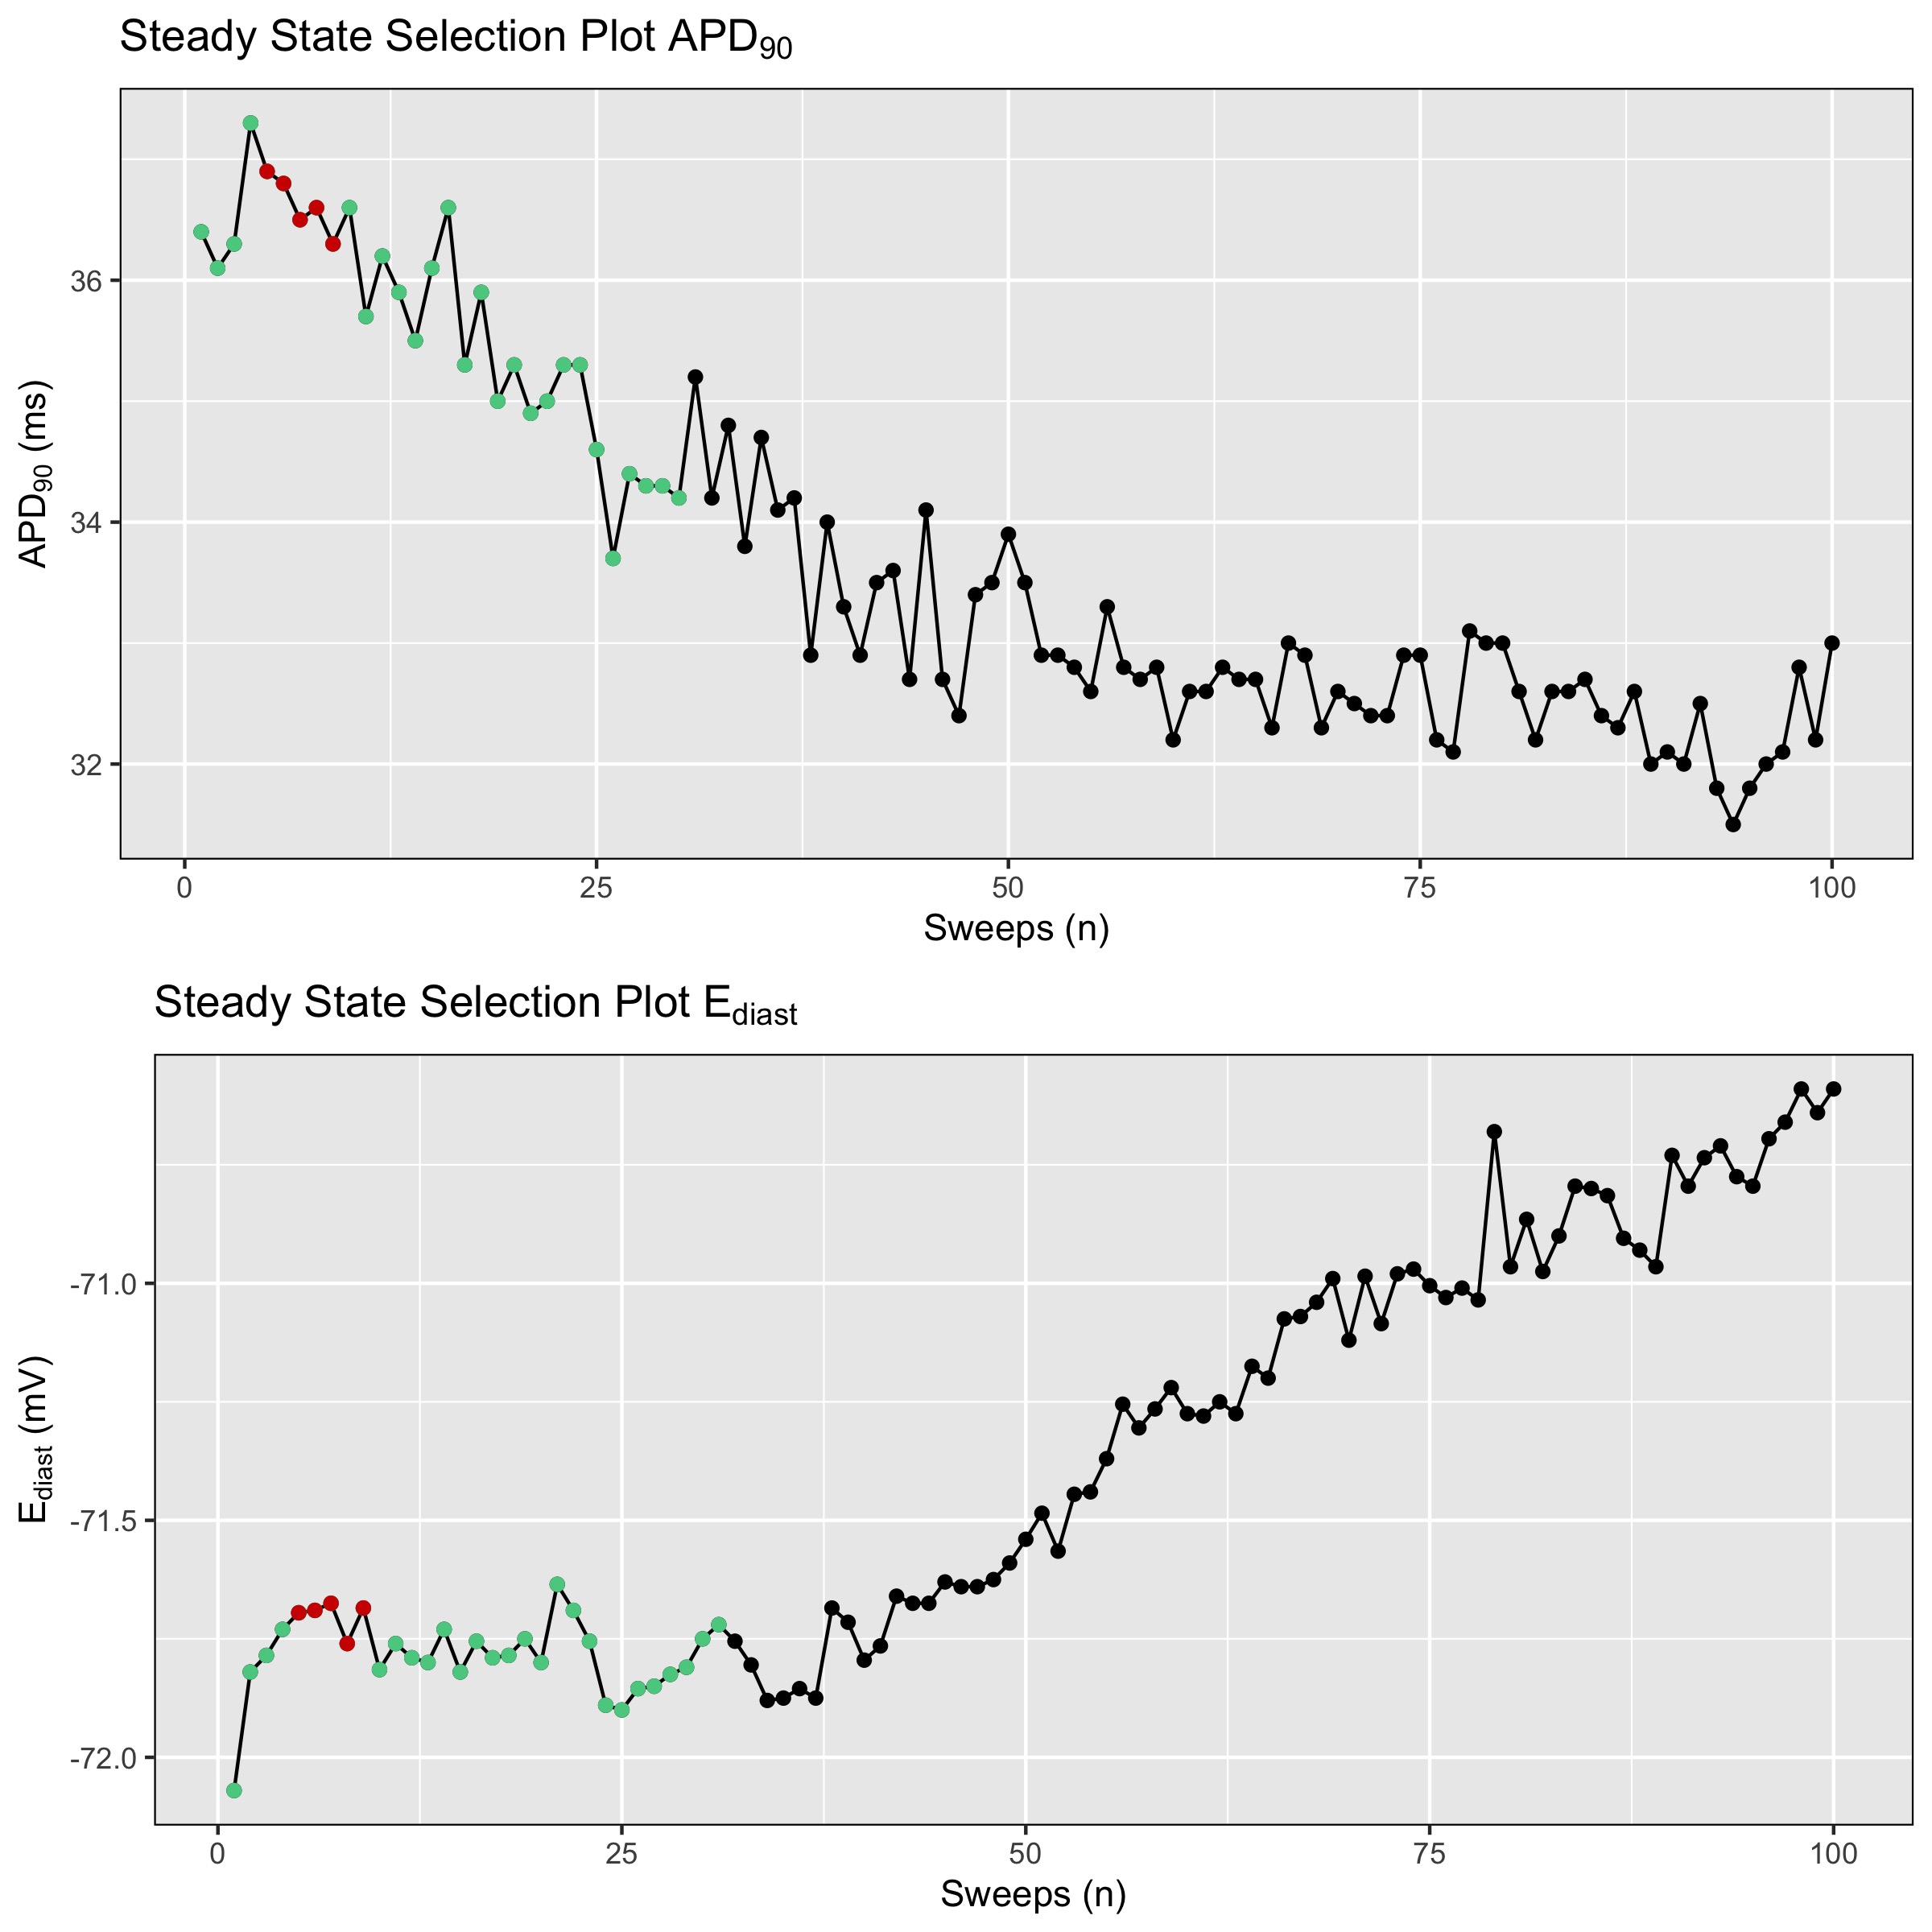 Steady State Selection Plot APD90
APD90 (ms)
36
34
32
0 25 50 75 100
Sweeps (n)
Steady State Selection Plot Ediast
Ediast (mV)
-71.0
-71.5
-72.0
0 25 50 75 100
Sweeps (n)